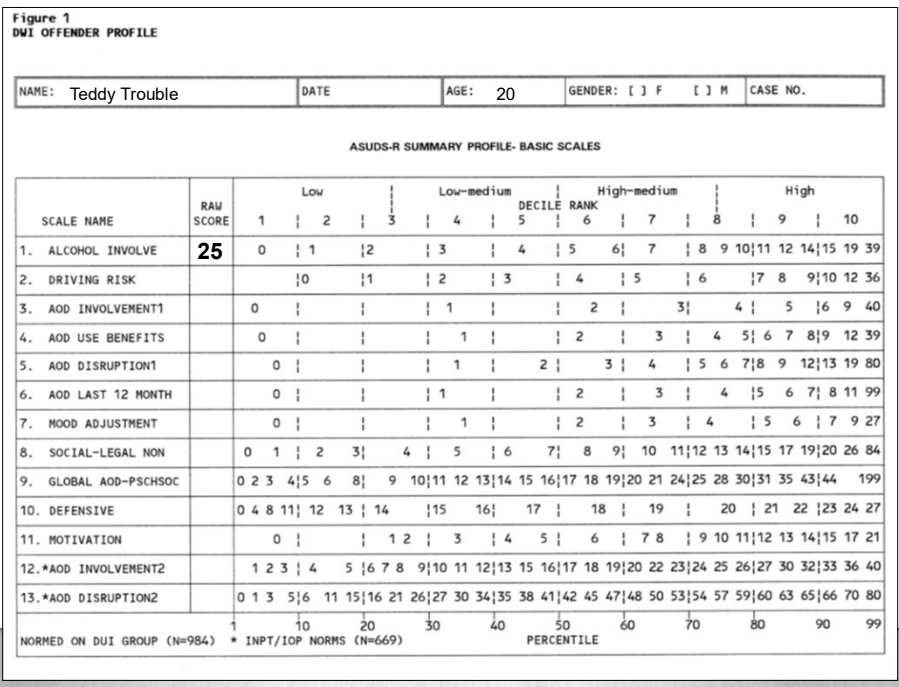 Figure 1
DWI OFFENDER PROFILE
NAME: Teddy Trouble DATE AGE: 20 GENDER: [ ] F [ ] M CASE NO.
ASUDS-R SUMMARY PROFILE- BASIC SCALES
Low ¦ Low-medium ¦ High-medium ¦ High
RAW DECILE RANK
SCALE NAME SCORE 1 ¦ 2 ¦ 3 ¦ 4 ¦ 5 ¦ 6 ¦ 7 ¦ 8 ¦ 9 ¦ 10
1. ALCOHOL INVOLVE 25 0 ¦ 1 ¦2 ¦ 3 ¦ 4 ¦ 5 6¦ 7 ¦ 8 9 10¦11 12 14¦15 19 39
2. DRIVING RISK ¦0 ¦1 ¦ 2 ¦ 3 ¦ 4 ¦ 5 ¦ 6 ¦7 8 9¦10 12 36
3. AOD INVOLVEMENT1 0 ¦ ¦ ¦ 1 ¦ ¦ 2 ¦ 3¦ 4 ¦ 5 ¦6 9 40
4. AOD USE BENEFITS 0 ¦ ¦ ¦ 1 ¦ ¦ 2 ¦ 3 ¦ 4 5¦ 6 7 8¦9 12 39
5. AOD DISRUPTION1 0 ¦ ¦ ¦ 1 ¦ 2 ¦ 3 ¦ 4 ¦ 5 6 7¦8 9 12¦13 19 80
6. AOD LAST 12 MONTH 0 ¦ ¦ ¦ 1 ¦ ¦ 2 ¦ 3 ¦ 4 ¦5 6 7¦ 8 11 99
7. MOOD ADJUSTMENT 0 ¦ ¦ ¦ 1 ¦ ¦ 2 ¦ 3 ¦ 4 ¦ 5 6 ¦ 7 9 27
8. SOCIAL-LEGAL NON 0 1 ¦ 2 3¦ 4 ¦ 5 ¦ 6 7¦ 8 9¦ 10 11¦12 13 14¦15 17 19¦20 26 84
9. GLOBAL AOD-PSCHSOC 0 2 3 4¦5 6 8¦ 9 10¦11 12 13¦14 15 16¦17 18 19¦20 21 24¦25 28 30¦31 35 43¦44 199
10. DEFENSIVE 0 4 8 11¦ 12 13 ¦ 14 ¦15 16¦ 17 ¦ 18 ¦ 19 ¦ 20 ¦ 21 22 ¦23 24 27
11. MOTIVATION 0 ¦ ¦ 1 2 ¦ 3 ¦ 4 5¦ 6 ¦ 7 8 ¦ 9 10 11¦12 13 14¦15 17 21
12.*AOD INVOLVEMENT2 1 2 3 ¦ 4 5 ¦6 7 8 9¦10 11 12¦13 15 16¦17 18 19¦20 22 23¦24 25 26¦27 30 32¦33 36 40
13.*AOD DISRUPTION2 0 1 3 5¦6 11 15¦16 21 26¦27 30 34¦35 38 41¦42 45 47¦48 50 53¦54 57 59¦60 63 65¦66 70 80
1 10 20 30 40 50 60 70 80 90 99
NORMED ON DUI GROUP (N=984) * INPT/IOP NORMS (N=669) PERCENTILE